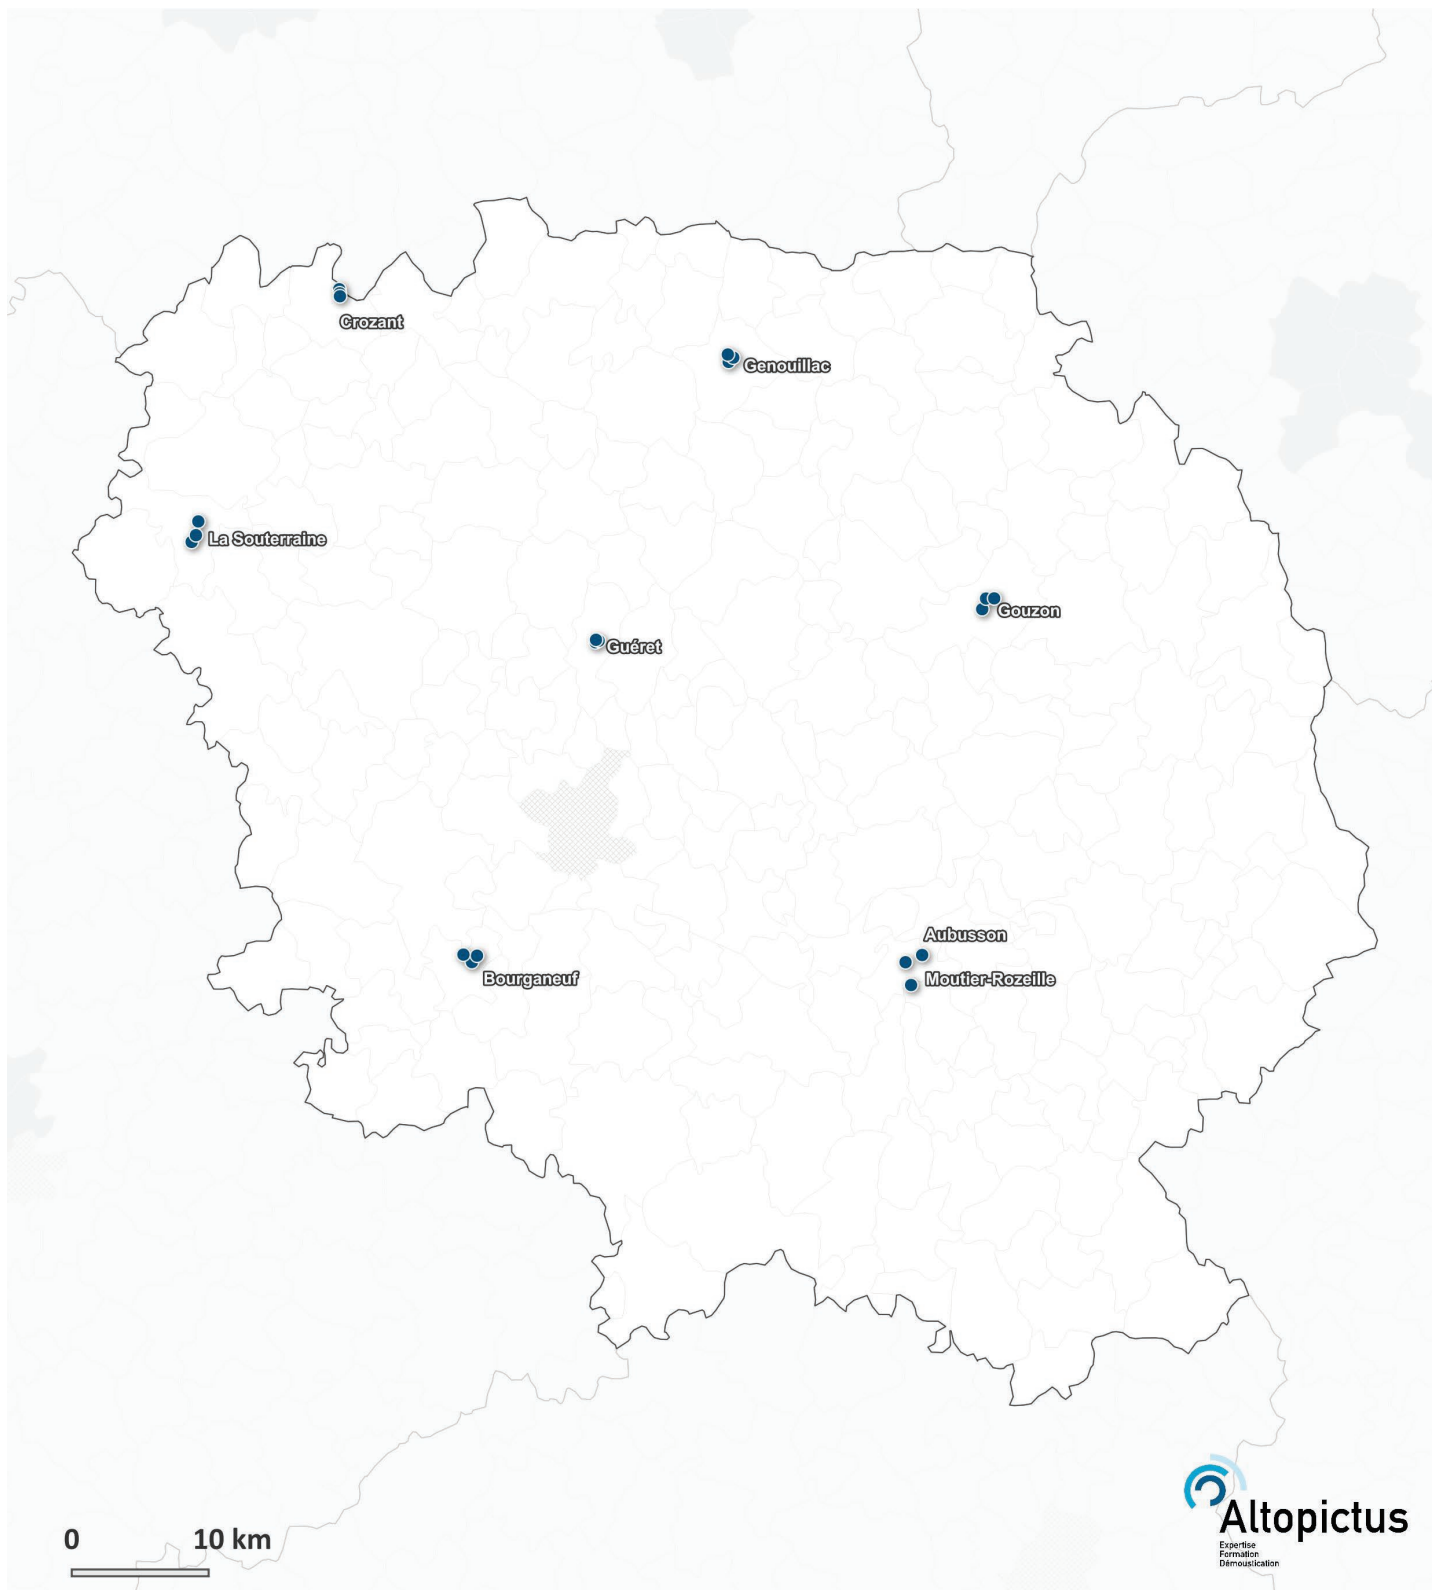 Crozant
Genouillac
La Souterraine
Gouzon
Guéret
Aubusson
Bourganeuf
Moutier-Rozeille
0 10 km
Altopictus
Expertise
Formation
Démoustication